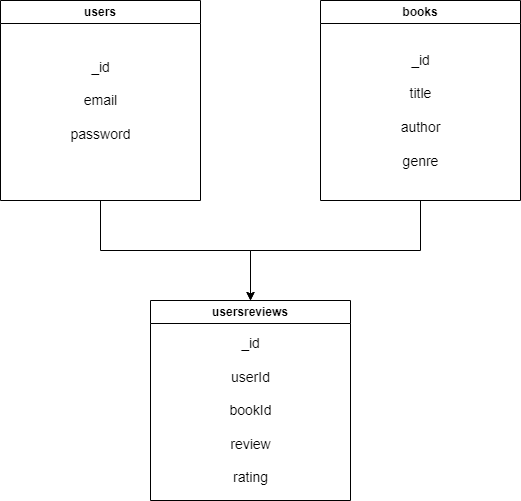 users
_id
email
password
books
_id
title
author
genre
usersreviews
_id
userId
bookId
review
rating